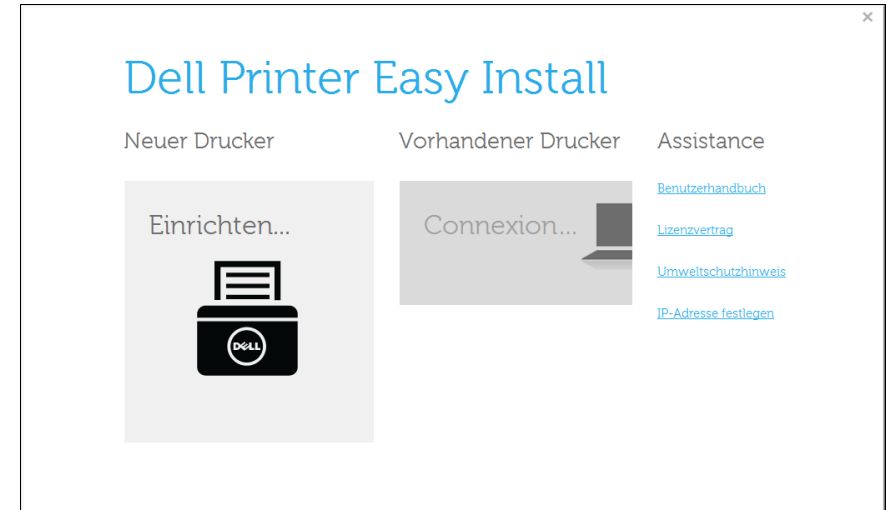 ×
Dell Printer Easy Install
Neuer Drucker
Vorhandener Drucker
Assistance
Einrichten...
DELL
Connexion...
Benutzerhandbuch
Lizenzvertrag
Umweltschutzhinweis
IP-Adresse festlegen